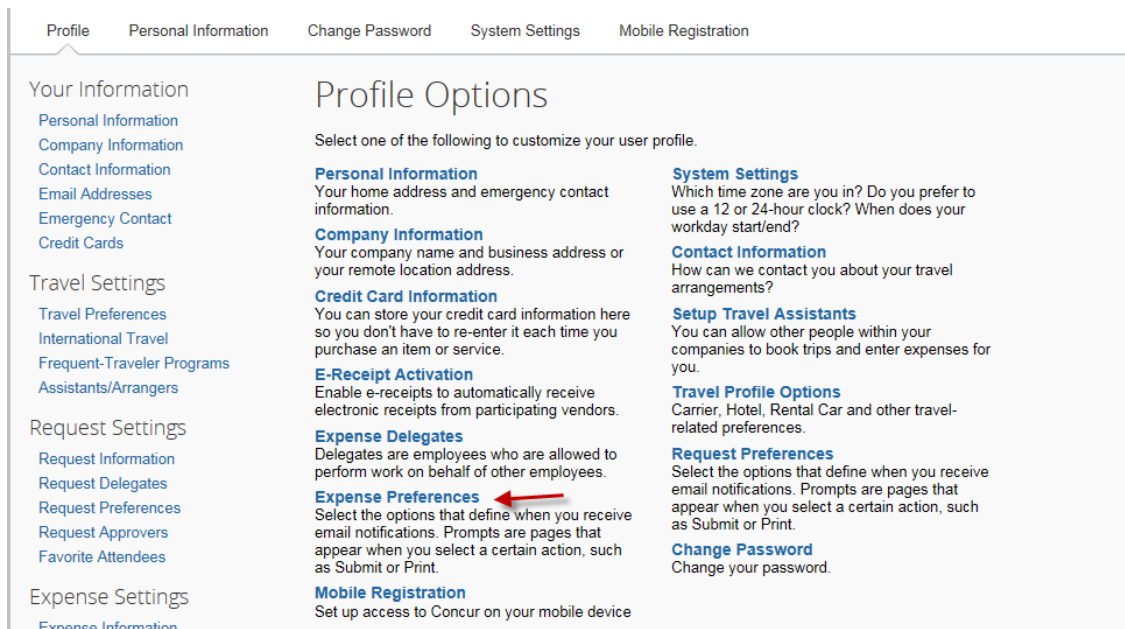 Profile Personal Information Change Password System Settings Mobile Registration
Your Information
Personal Information
Company Information
Contact Information
Email Addresses
Emergency Contact
Credit Cards
Travel Settings
Travel Preferences
International Travel
Frequent-Traveler Programs
Assistants/Arrangers
Request Settings
Request Information
Request Delegates
Request Preferences
Request Approvers
Favorite Attendees
Expense Settings
Expense Information
Profile Options
Select one of the following to customize your user profile.
Personal Information
Your home address and emergency contact
information.
Company Information
Your company name and business address or
your remote location address.
Credit Card Information
You can store your credit card information here
so you don't have to re-enter it each time you
purchase an item or service.
E-Receipt Activation
Enable e-receipts to automatically receive
electronic receipts from participating vendors.
Expense Delegates
Delegates are employees who are allowed to
perform work on behalf of other employees.
Expense Preferences
Select the options that define when you receive
email notifications. Prompts are pages that
appear when you select a certain action, such
as Submit or Print.
Mobile Registration
Set up access to Concur on your mobile device
System Settings
Which time zone are you in? Do you prefer to
use a 12 or 24-hour clock? When does your
workday start/end?
Contact Information
How can we contact you about your travel
arrangements?
Setup Travel Assistants
You can allow other people within your
companies to book trips and enter expenses for
you.
Travel Profile Options
Carrier, Hotel, Rental Car and other travel-
related preferences.
Request Preferences
Select the options that define when you receive
email notifications. Prompts are pages that
appear when you select a certain action, such
as Submit or Print.
Change Password
Change your password.